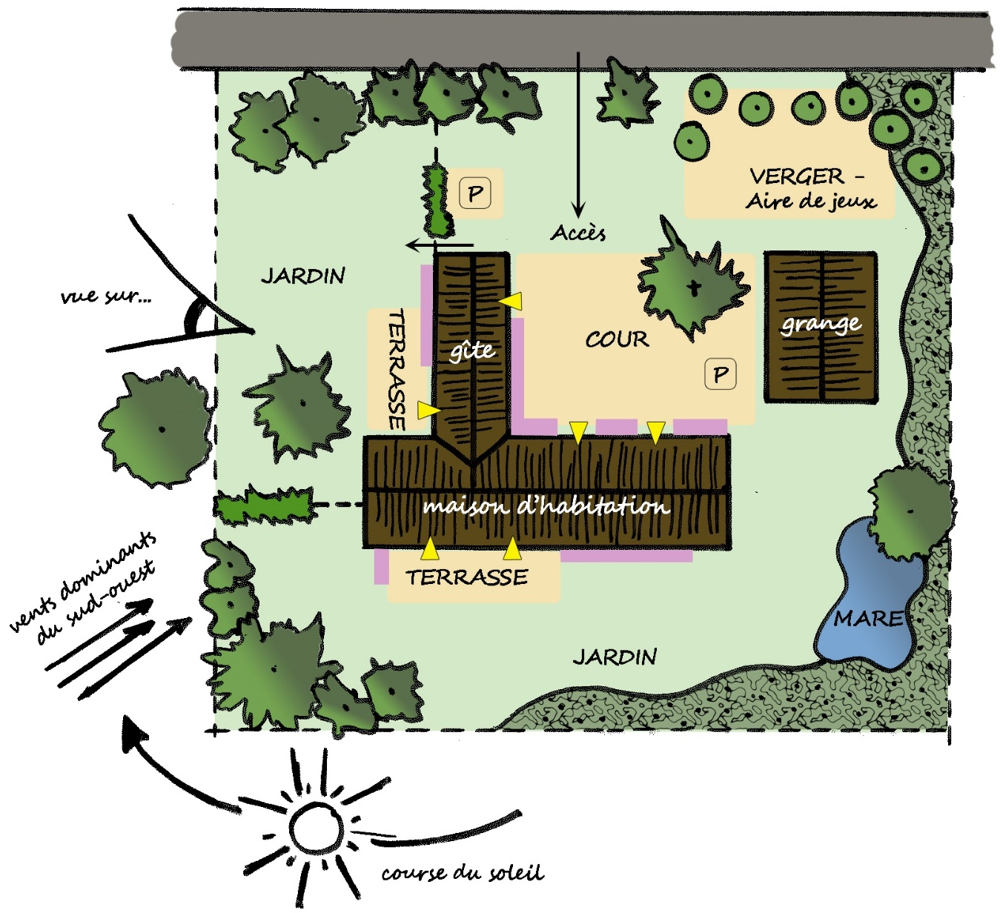 VERGER -
Aire de jeux
P
Accès
JARDIN
vue sur...
TERRASSE
gîte
COUR
grange
P
maison d'habitation
vents dominants
du sud-ouest
TERRASSE
MARE
JARDIN
course du soleil